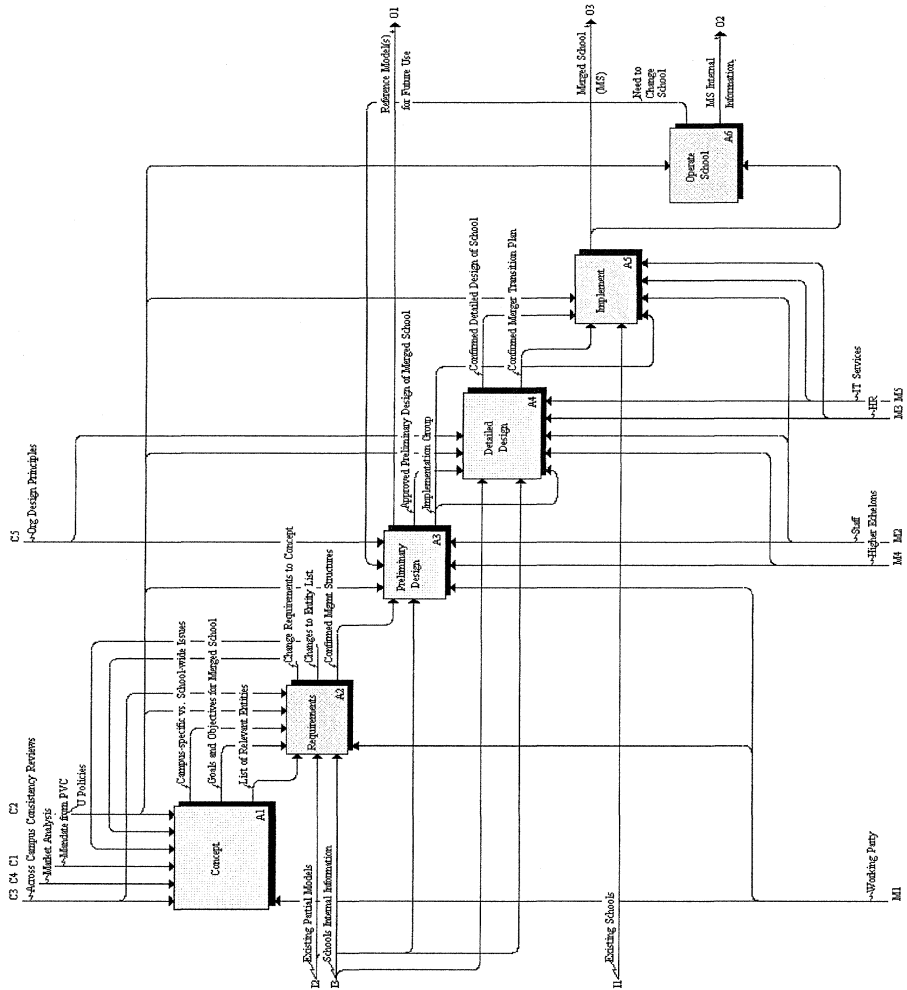 C3
C4
C1
C2
C5
Across Campus Consistency Reviews
Market Analysis
Mandate from PVC
U Policies
Org Design Principles
Concept
A1
Campus-specific vs. School-wide Issues
Goals and Objectives for Merged School
List of Relevant Entities
Requirements
A2
Change Requirements to Concept
Changes to Entity List
Confirmed Mgmt Structures
Preliminary
Design
A3
Reference Model(s)
for Future Use
O1
Approved Preliminary Design of Merged School
Implementation Group
Detailed
Design
A4
Confirmed Detailed Design of School
Confirmed Merger Transition Plan
Implement
A5
Merged School
(MS)
O3
Operate
School
A6
Need to
Change
School
MS Internal
Information.
O2
I2
Existing Partial Models
I3
Schools Internal Information
I1
Existing Schools
Working Party
M1
Higher Echelons
M4
Staff
M2
HR
M3
IT Services
M5